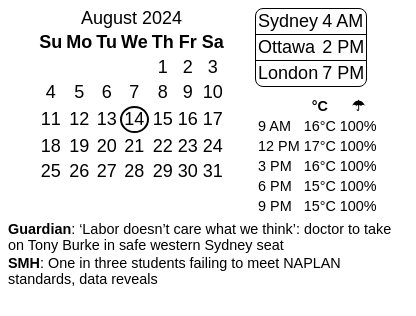 August 2024
Su Mo Tu We Th Fr Sa
1 2 3
4 5 6 7 8 9 10
11 12 13 14 15 16 17
18 19 20 21 22 23 24
25 26 27 28 29 30 31
Sydney 4 AM
Ottawa 2 PM
London 7 PM
°C ☂
9 AM 16°C 100%
12 PM 17°C 100%
3 PM 16°C 100%
6 PM 15°C 100%
9 PM 15°C 100%
Guardian: ‘Labor doesn’t care what we think’: doctor to take
on Tony Burke in safe western Sydney seat
SMH: One in three students failing to meet NAPLAN
standards, data reveals